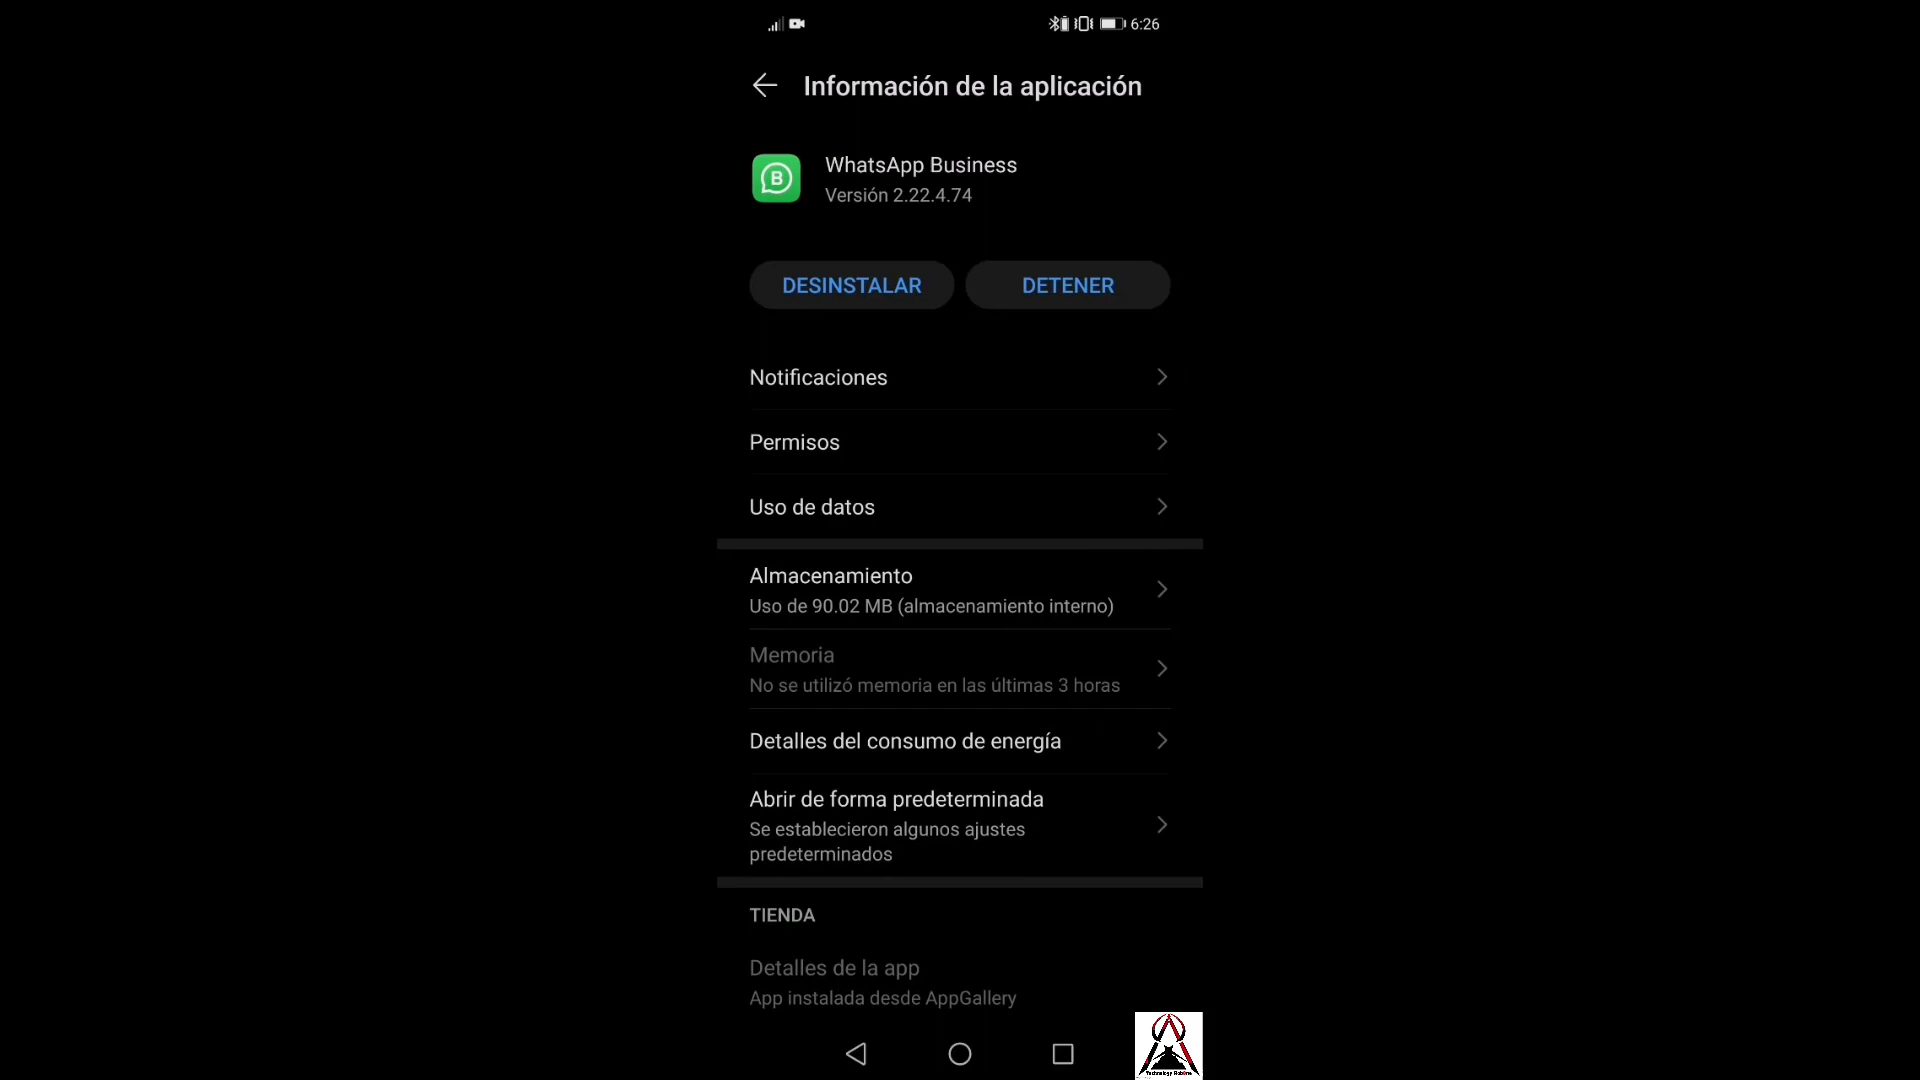 6:26
Información de la aplicación
WhatsApp Business
Versión 2.22.4.74
DESINSTALAR
DETENER
Notificaciones
Permisos
Uso de datos
Almacenamiento
Uso de 90.02 MB (almacenamiento interno)
Memoria
No se utilizó memoria en las últimas 3 horas
Detalles del consumo de energía
Abrir de forma predeterminada
Se establecieron algunos ajustes
predeterminados
TIENDA
Detalles de la app
App instalada desde AppGallery
Technology